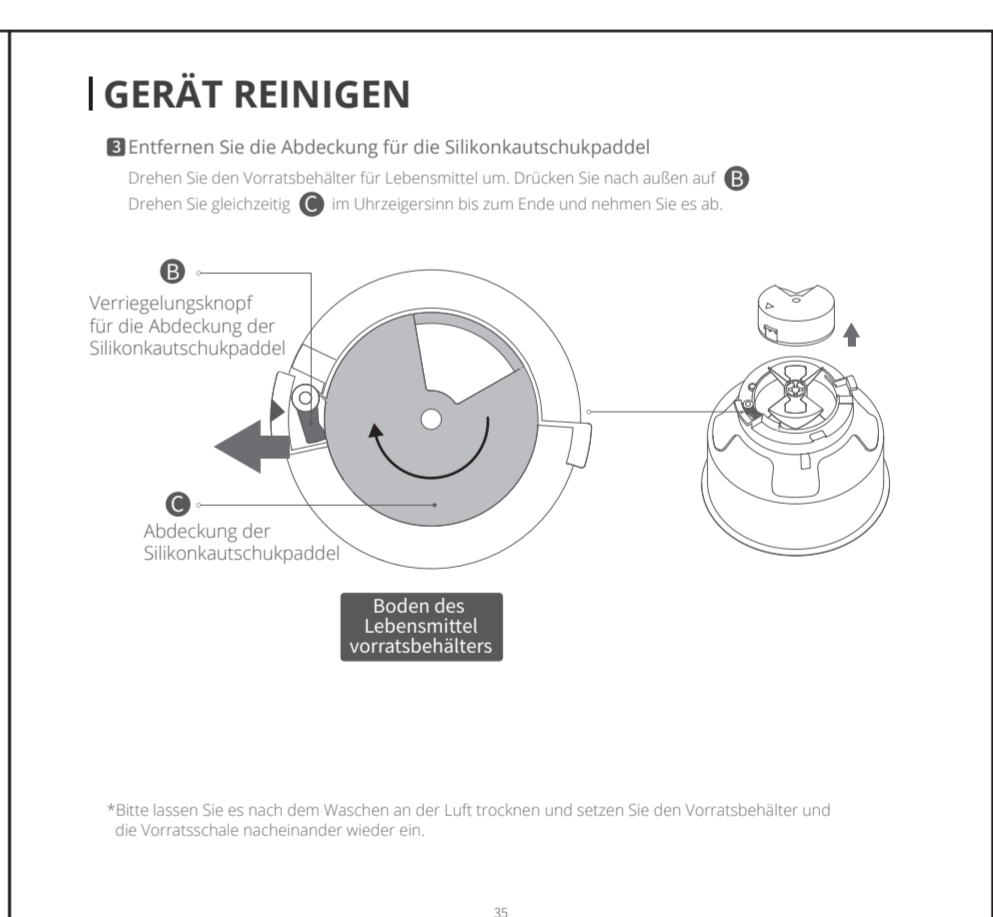 GERÄT REINIGEN
3 Entfernen Sie die Abdeckung für die Silikonkautschukpaddel
Drehen Sie den Vorratsbehälter für Lebensmittel um. Drücken Sie nach außen auf B
Drehen Sie gleichzeitig C im Uhrzeigersinn bis zum Ende und nehmen Sie es ab.
B
Verriegelungsknopf
für die Abdeckung der
Silikonkautschukpaddel
C
Abdeckung der
Silikonkautschukpaddel
Boden des
Lebensmittel
vorratsbehälters
*Bitte lassen Sie es nach dem Waschen an der Luft trocknen und setzen Sie den Vorratsbehälter und
die Vorratsschale nacheinander wieder ein.
35